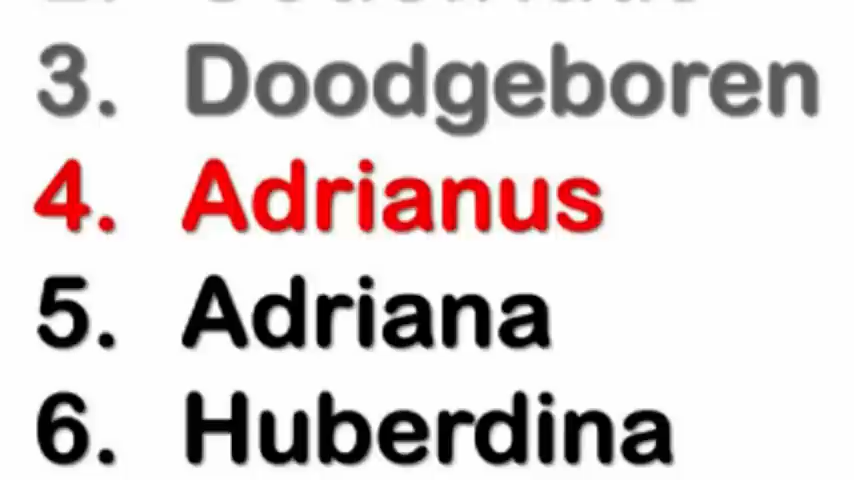 3. Doodgeboren
4. Adrianus
5. Adriana
6. Huberdina